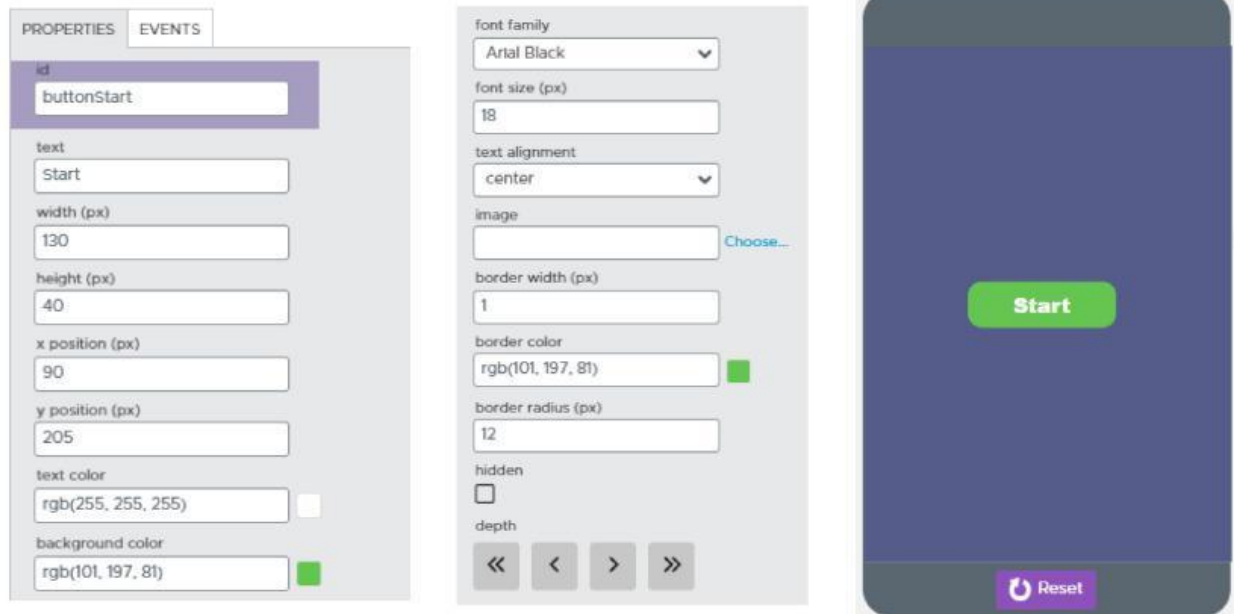 PROPERTIES EVENTS
id
buttonStart
text
Start
width (px)
130
height (px)
40
x position (px)
90
y position (px)
205
text color
rgb(255, 255, 255)
background color
rgb(101, 197, 81)
font family
Arial Black
font size (px)
18
text alignment
center
image
Choose...
border width (px)
1
border color
rgb(101, 197, 81)
border radius (px)
12
hidden
depth
Start
Reset